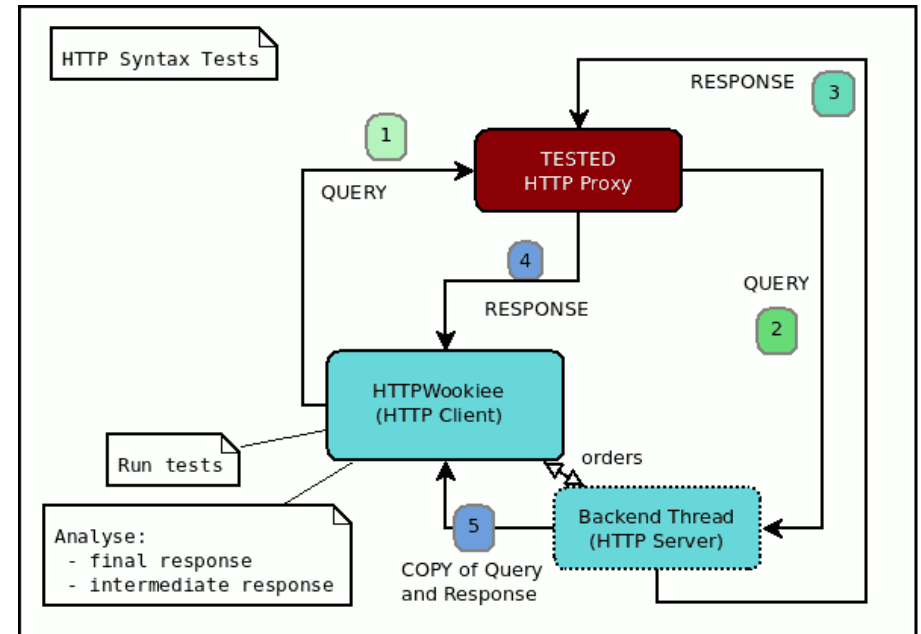 HTTP Syntax Tests
RESPONSE
3
1
TESTED
HTTP Proxy
QUERY
4
QUERY
RESPONSE
2
HTTPWookiee
(HTTP Client)
Run tests
orders
Analyse:
- final response
- intermediate response
5
Backend Thread
(HTTP Server)
COPY of Query
and Response